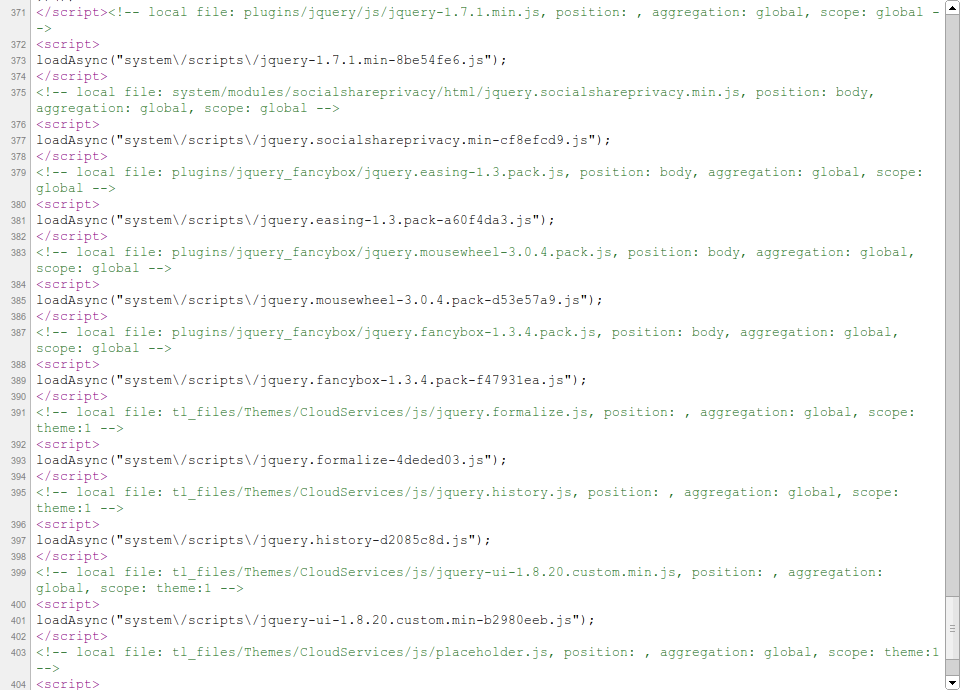 371 </script><!-- local file: plugins/jquery/js/jquery-1.7.1.min.js, position: , aggregation: global, scope: global -
->
372 <script>
373 loadAsync("system\/scripts\/jquery-1.7.1.min-8be54fe6.js");
374 </script>
375 <!-- local file: system/modules/socialshareprivacy/html/jquery.socialshareprivacy.min.js, position: body,
aggregation: global, scope: global -->
376 <script>
377 loadAsync("system\/scripts\/jquery.socialshareprivacy.min-cf8efcd9.js");
378 </script>
379 <!-- local file: plugins/jquery_fancybox/jquery.easing-1.3.pack.js, position: body, aggregation: global, scope:
global -->
380 <script>
381 loadAsync("system\/scripts\/jquery.easing-1.3.pack-a60f4da3.js");
382 </script>
383 <!-- local file: plugins/jquery_fancybox/jquery.mousewheel-3.0.4.pack.js, position: body, aggregation: global,
scope: global -->
384 <script>
385 loadAsync("system\/scripts\/jquery.mousewheel-3.0.4.pack-d53e57a9.js");
386 </script>
387 <!-- local file: plugins/jquery_fancybox/jquery.fancybox-1.3.4.pack.js, position: body, aggregation: global,
scope: global -->
388 <script>
389 loadAsync("system\/scripts\/jquery.fancybox-1.3.4.pack-f47931ea.js");
390 </script>
391 <!-- local file: tl_files/Themes/CloudServices/js/jquery.formalize.js, position: , aggregation: global, scope:
theme:1 -->
392 <script>
393 loadAsync("system\/scripts\/jquery.formalize-4deded03.js");
394 </script>
395 <!-- local file: tl_files/Themes/CloudServices/js/jquery.history.js, position: , aggregation: global, scope:
theme:1 -->
396 <script>
397 loadAsync("system\/scripts\/jquery.history-d2085c8d.js");
398 </script>
399 <!-- local file: tl_files/Themes/CloudServices/js/jquery-ui-1.8.20.custom.min.js, position: , aggregation:
global, scope: theme:1 -->
400 <script>
401 loadAsync("system\/scripts\/jquery-ui-1.8.20.custom.min-b2980eeb.js");
402 </script>
403 <!-- local file: tl_files/Themes/CloudServices/js/placeholder.js, position: , aggregation: global, scope: theme:1
-->
404 <script>